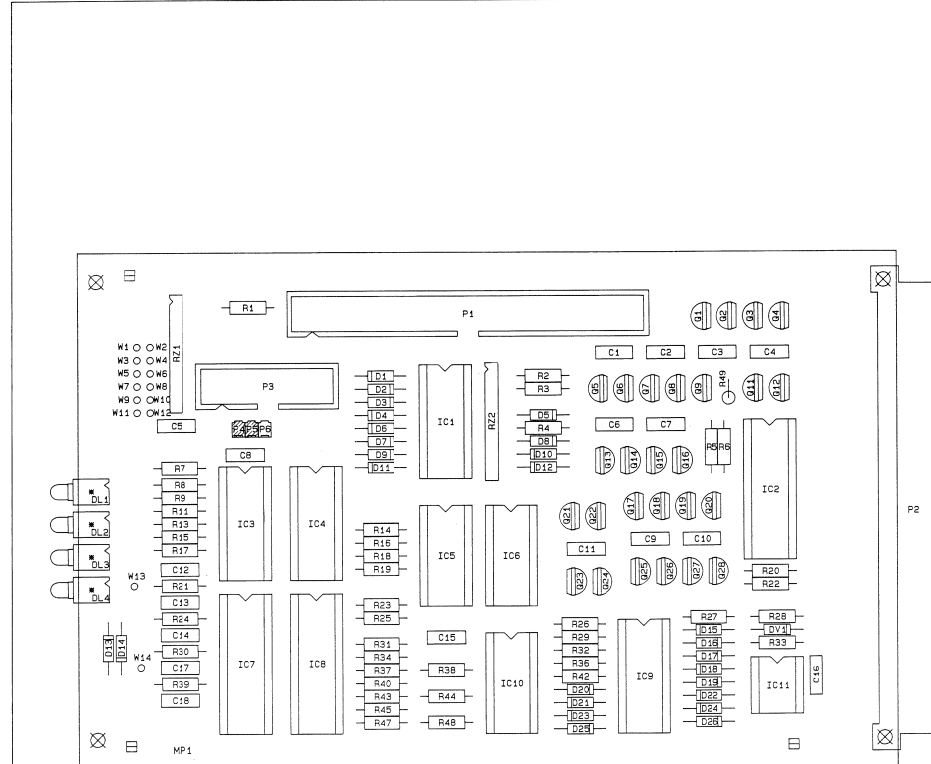 R1
P1
Q1 Q2 Q3 Q4
W1 W2
RZ1
C1 C2 C3 C4
W3 W4
W5 W6
P3
D1
R2
R49
W7 W8
D2
R3
Q5 Q6 Q7 Q8 Q9 Q11 Q12
W9 W10
D3
W11 W12
D4
IC1
RZ2
D5
C5
P4 P5 P6
D6
R4
C6 C7
D7
D8
R5 R6
C8
D9
D10
Q13 Q14 Q15 Q16
R7
D11
D12
R8
IC2
DL1
R9
P2
R11
Q21 Q22
Q17 Q18 Q19 Q20
DL2
R13
IC3 IC4
R14
IC5 IC6
R15
R16
C9 C10
R17
R18
C11
DL3
C12
R19
R20
W13
R21
Q23 Q24
Q25 Q26 Q27 Q28
R22
DL4
C13
R23
R24
R25
R27
R28
C14
C15
R26
D15
DV1
D13 D14
R31
R29
D16
R33
R30
R34
R32
D17
W14
C17
IC7 IC8
R37
R38
IC10
R36
IC9
D18
IC11
C16
R39
R40
R42
D19
C18
R43
R44
D20
D22
R45
D21
D24
R47
R48
D23
D26
D25
MP1